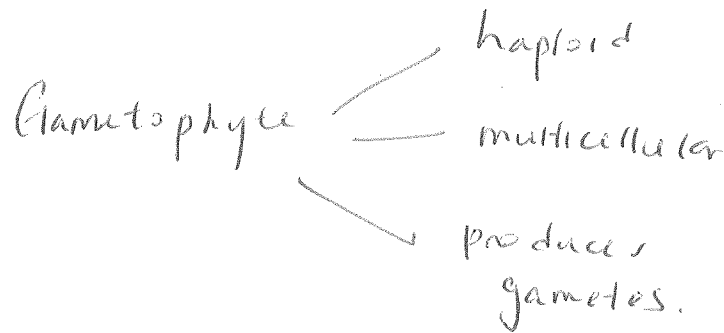 haploid
Gametophyte
multicellular
produces
gametes.